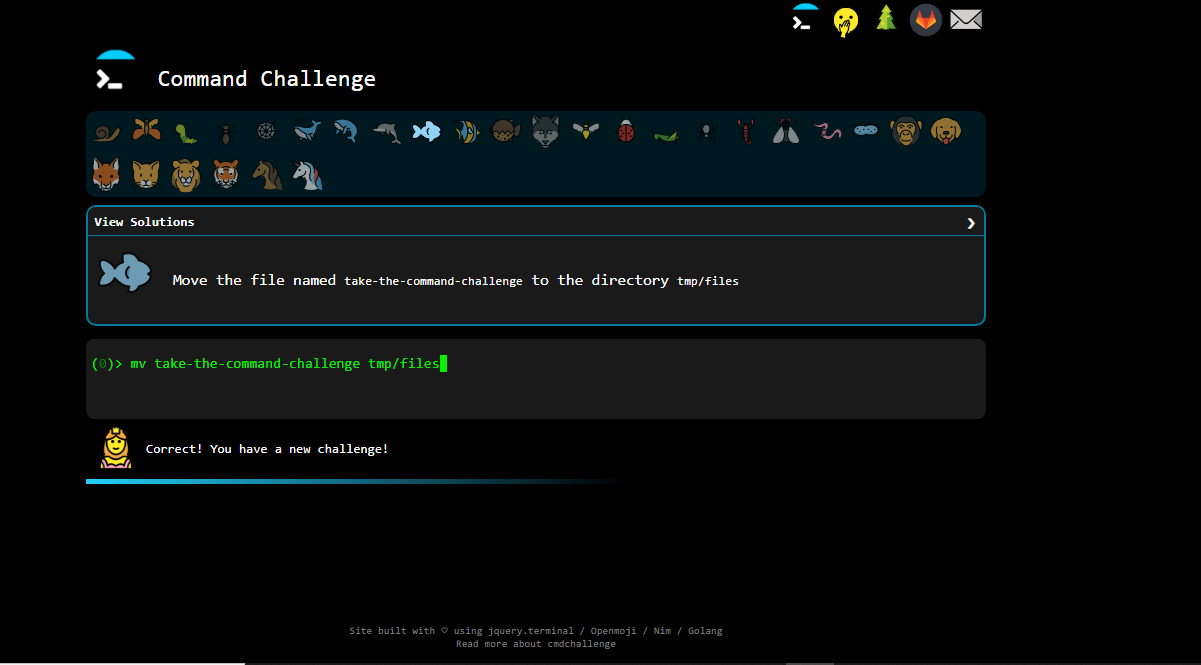 Command Challenge
View Solutions
Move the file named take-the-command-challenge to the directory tmp/files
(0)> mv take-the-command-challenge tmp/files
Correct! You have a new challenge!
Site built with ♡ using jquery.terminal / Openmoji / Nim / Golang
Read more about cmdchallenge